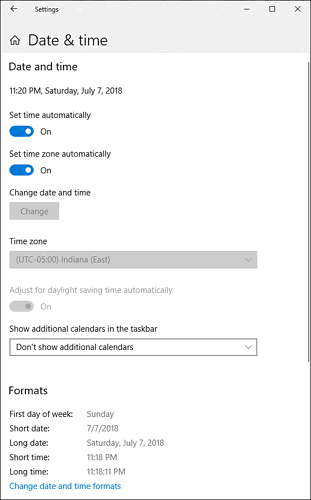 Settings
Date & time
Date and time
11:20 PM, Saturday, July 7, 2018
Set time automatically
On
Set time zone automatically
On
Change date and time
Change
Time zone
(UTC-05:00) Indiana (East)
Adjust for daylight saving time automatically
On
Show additional calendars in the taskbar
Don't show additional calendars
Formats
First day of week: Sunday
Short date: 7/7/2018
Long date: Saturday, July 7, 2018
Short time: 11:18 PM
Long time: 11:18:11 PM
Change date and time formats